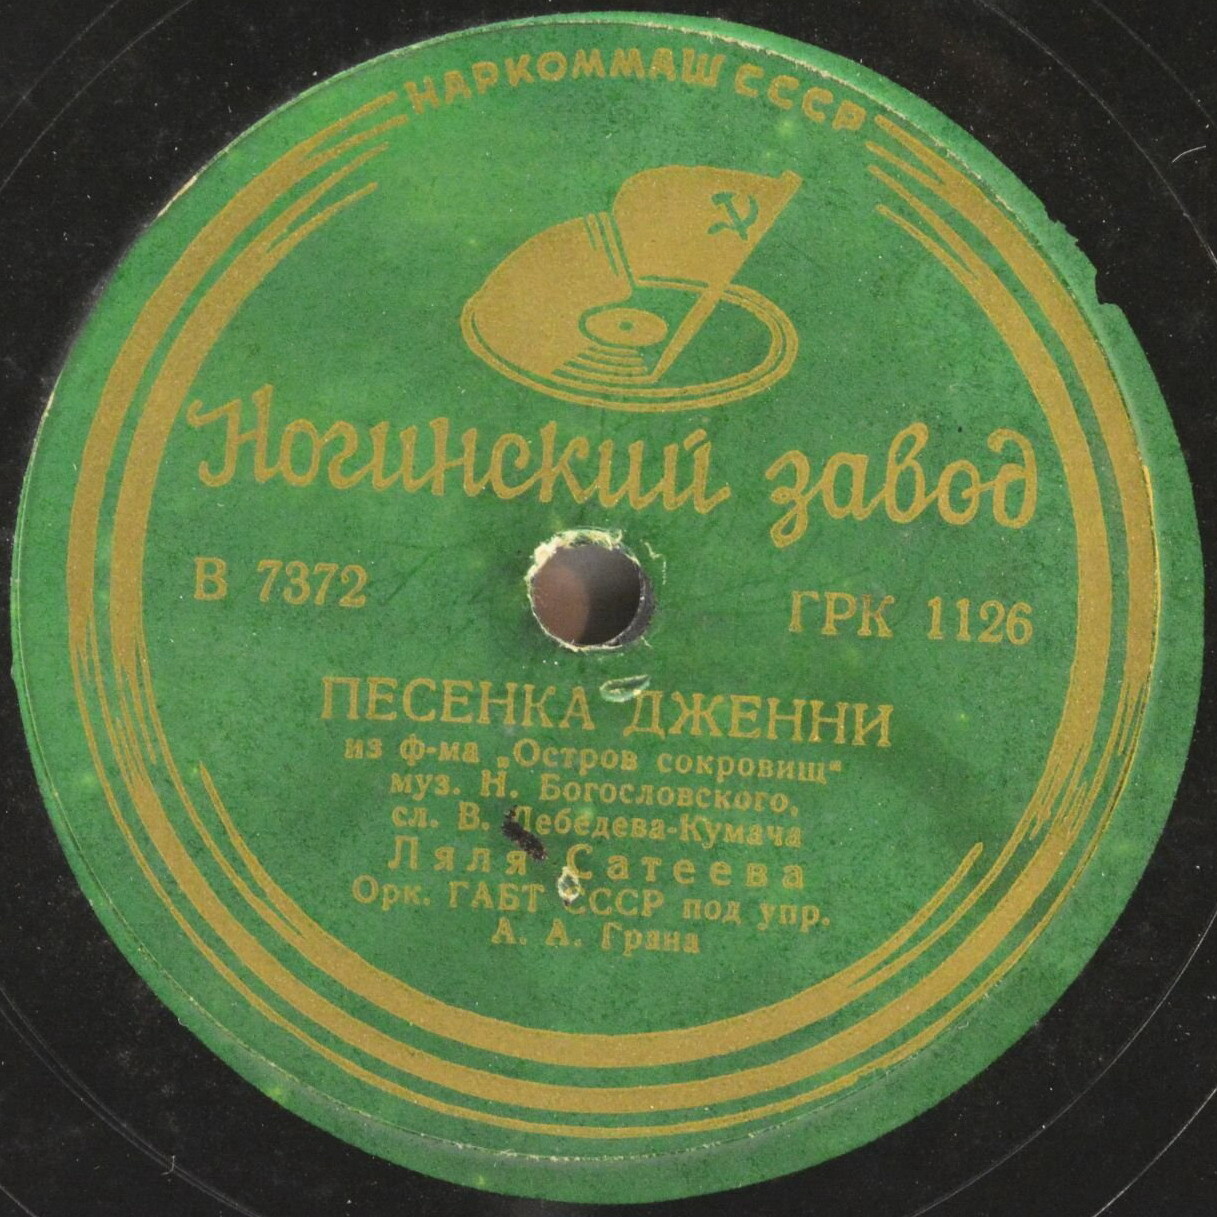 НАРКОММАШ СССР
Ногинский завод
В 7372
ГРК 1126
ПЕСЕНКА ДЖЕННИ
из ф-ма „Остров сокровищ“
муз. Н. Богословского,
сл. В. Лебедева-Кумача
Ляля Сатеева
Орк. ГАБТ СССР под упр.
А. А. Грана